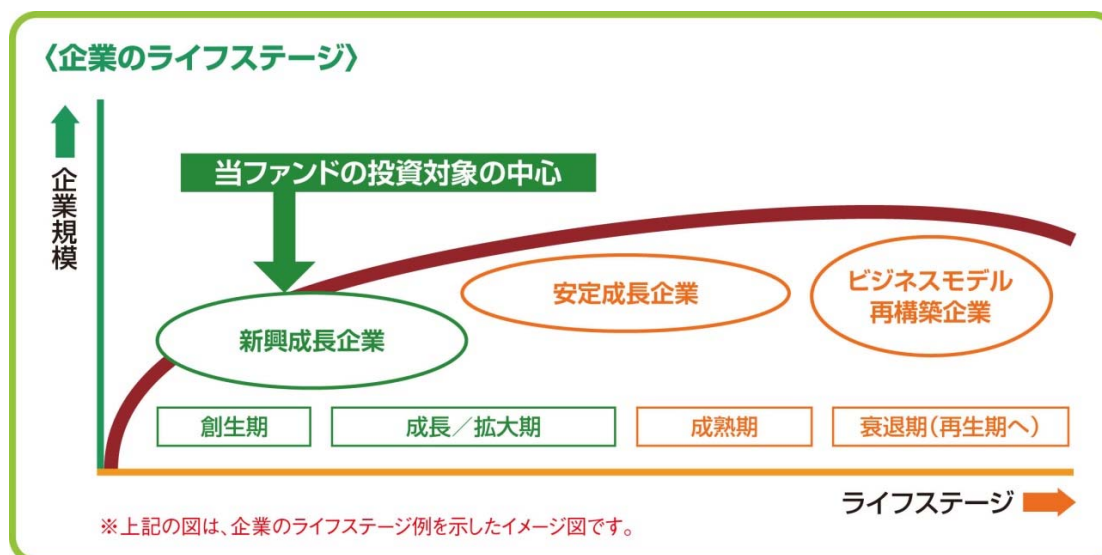 〈企業のライフステージ〉
企業規模
当ファンドの投資対象の中心
新興成長企業
安定成長企業
ビジネスモデル
再構築企業
創生期
成長／拡大期
成熟期
衰退期(再生期へ)
ライフステージ
※上記の図は、企業のライフステージ例を示したイメージ図です。